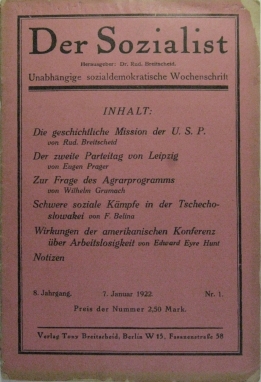 Der Sozialist
Herausgeber: Dr. Rud. Breitscheid.
Unabhängige sozialdemokratische Wochenschrift
INHALT:
Die geschichtliche Mission der U. S. P.
von Rud. Breitscheid.
Der zweite Parteitag von Leipzig
von Eugen Prager
Zur Frage des Agrarprogramms
von Wilhelm Gramach
Schwere soziale Kämpfe in der Tschecho-
slowakei von F. Belina
Wirkungen der amerikanischen Konferenz
über Arbeitslosigkeit von Edward Eyre Hunt
Notizen
8. Jahrgang.
7. Januar 1922
Nr. 1.
Preis der Nummer 2,50 Mark.
Verlag Tony Breitscheid, Berlin W 15, Fasanenstraße 58